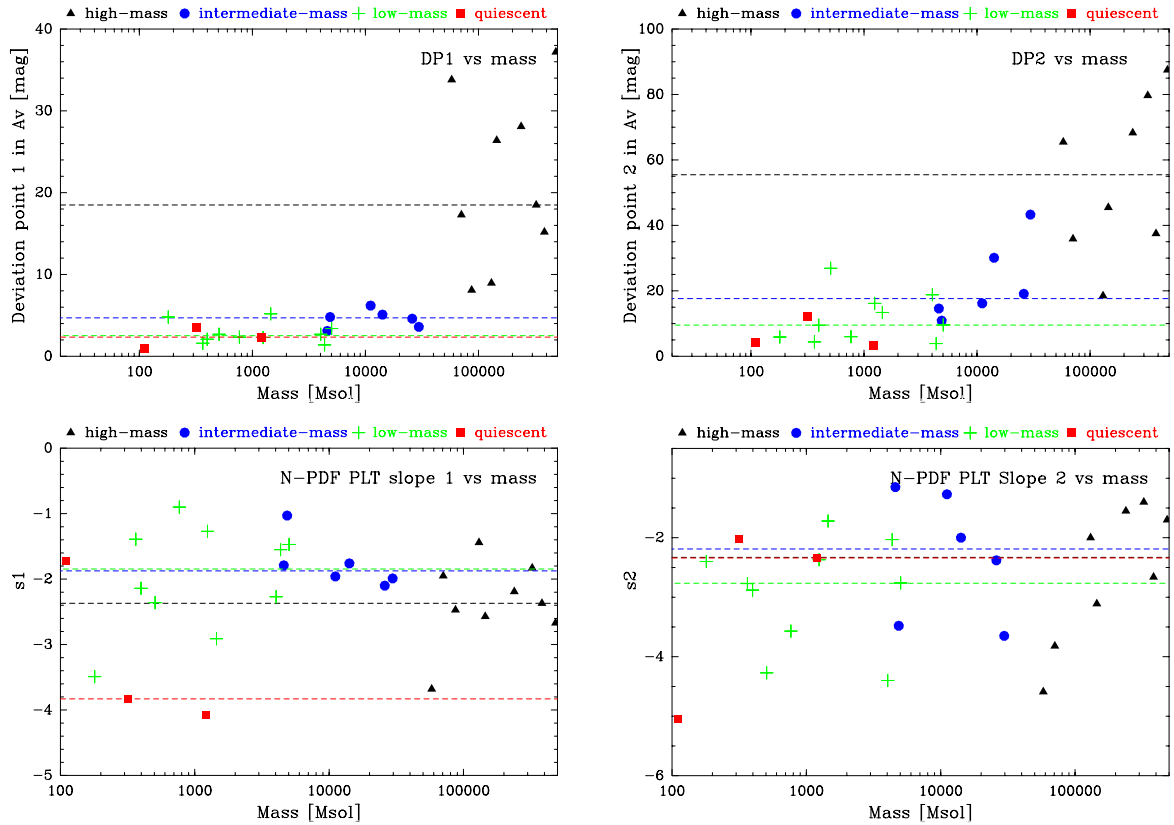 high-mass intermediate-mass low-mass quiescent
DP1 vs mass
Deviation point 1 in Av [mag]
40
30
20
10
0
100 1000 10000 100000
Mass [Msol]
high-mass intermediate-mass low-mass quiescent
DP2 vs mass
Deviation point 2 in Av [mag]
100
80
60
40
20
0
100 1000 10000 100000
Mass [Msol]
high-mass intermediate-mass low-mass quiescent
N-PDF PLT slope 1 vs mass
s1
0
-1
-2
-3
-4
-5
100 1000 10000 100000
Mass [Msol]
high-mass intermediate-mass low-mass quiescent
N-PDF PLT Slope 2 vs mass
s2
-2
-4
-6
100 1000 10000 100000
Mass [Msol]